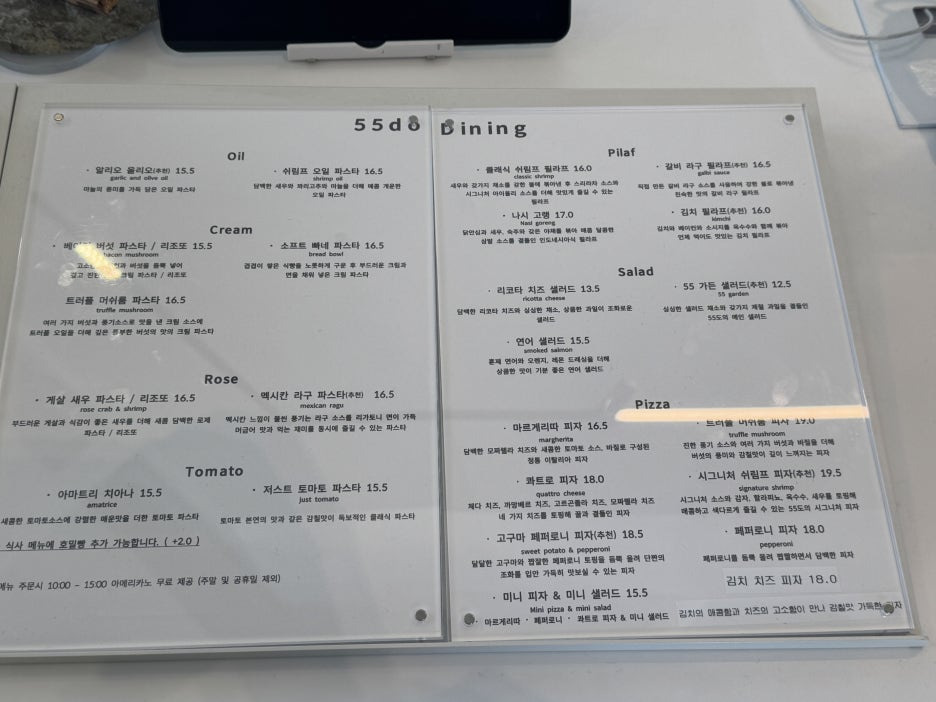 55do Dining
Oil
· 알리오 올리오(추천) 15.5
garlic and olive oil
마늘의 풍미를 가득 담은 오일 파스타
· 쉬림프 오일 파스타 16.5
shrimp oil
담백한 새우와 꽈리고추와 마늘을 더해 매콤 개운한
오일 파스타
Cream
· 베이컨 버섯 파스타 / 리조또 15.5
bacon mushroom
버섯을 듬뿍 넣어
크림 파스타 / 리조또
· 소프트 빠네 파스타 16.5
bread bowl
겹겹이 쌓은 식빵을 노릇하게 구운 후 부드러운 크림과
면을 채워 넣은 크림 파스타
트러플 머쉬룸 파스타 16.5
truffle mushroom
여러 가지 버섯과 풍기소스로 맛을 낸 크림 소스에
트러플 오일을 더해 깊은 풍부한 버섯의 맛의 크림 파스타
Rose
· 게살 새우 파스타 / 리조또 16.5
rose crab & shrimp
부드러운 게살과 식감이 좋은 새우를 더해 새콤 담백한 로제
파스타 / 리조또
· 멕시칸 라구 파스타(추천) 16.5
mexican ragu
멕시칸 느낌이 물씬 풍기는 라구 소스를 리가토니 면이 가득
머금어 맛과 먹는 재미를 동시에 즐길 수 있는 파스타
Tomato
· 아마트리 치아나 15.5
amatrice
새콤한 토마토소스에 강렬한 매운맛을 더한 토마토 파스타
· 저스트 토마토 파스타 15.5
just tomato
토마토 본연의 맛과 같은 감칠맛이 독보적인 클래식 파스타
식사 메뉴에 호밀빵 추가 가능합니다. ( +2.0 )
메뉴 주문시 10:00 - 15:00 아메리카노 무료 제공 (주말 및 공휴일 제외)
Pilaf
· 클래식 쉬림프 필라프 16.0
classic shrimp
새우와 갖가지 채소를 강한 불에 볶아낸 후 스리라차 소스와
시그니처 아이올리 소스를 더해 맛있게 즐길 수 있는
필라프
· 갈비 라구 필라프(추천) 16.5
galbi sauce
직접 만든 갈비 라구 소스를 사용하여 강한 불로 볶아낸
진숙한 맛의 갈비 라구 필라프
· 나시 고랭 17.0
Nasi goreng
닭안심과 새우, 숙주와 갖은 야채를 볶아 매콤 달콤한
삼발 소스를 곁들인 인도네시아식 필라프
· 김치 필라프(추천) 16.0
kimchi
김치와 베이컨와 소시지를 옥수수와 함께 볶아
언제 먹어도 맛있는 김치 필라프
Salad
· 리코타 치즈 샐러드 13.5
ricotta cheese
담백한 리코타 치즈와 싱싱한 채소, 상콤한 과일이 조화로운
샐러드
· 55 가든 샐러드(추천) 12.5
55 garden
싱싱한 샐러드 채소와 갖가지 제철 과일을 곁들인
55도의 메인 샐러드
· 연어 샐러드 15.5
smoked salmon
훈제 연어와 오렌지, 레몬 드레싱을 더해
상콤한 맛이 기분 좋은 연어 샐러드
Pizza
· 마르게리따 피자 16.5
margherita
담백한 모짜렐라 치즈와 새콤한 토마토 소스, 바질로 구성된
정통 이탈리아 피자
· 트러플 머쉬룸 피자 19.0
truffle mushroom
진한 풍기 소스와 여러 가지 버섯과 바질을 더해
버섯의 풍미와 감칠맛이 깊이 느껴지는 피자
· 콰트로 피자 18.0
quattro cheese
체다 치즈, 까망베르 치즈, 고르곤졸라 치즈, 모짜렐라 치즈
네 가지 치즈를 토핑해 꿀과 곁들인 피자
· 시그니처 쉬림프 피자(추천) 19.5
signature shrimp
시그니처 소스와 감자, 할라피뇨, 옥수수, 새우를 토핑해
매콤하고 색다르게 즐길 수 있는 55도의 시그니처 피자
· 고구마 페퍼로니 피자(추천) 18.5
sweet potato & pepperoni
달달한 고구마와 짭잘한 페퍼로니 토핑을 듬뿍 올려 단짠의
조화를 입안 가득히 맛보실 수 있는 피자
· 페퍼로니 피자 18.0
pepperoni
페퍼로니를 듬뿍 올려 짭짤하면서 담백한 피자
· 미니 피자 & 미니 샐러드 15.5
Mini pizza & mini salad
· 마르게리따 · 페퍼로니 · 콰트로 피자 & 미니 샐러드
김치 치즈 피자 18.0
김치의 매콤함과 치즈의 고소함이 만나 감칠맛 가득한 피자